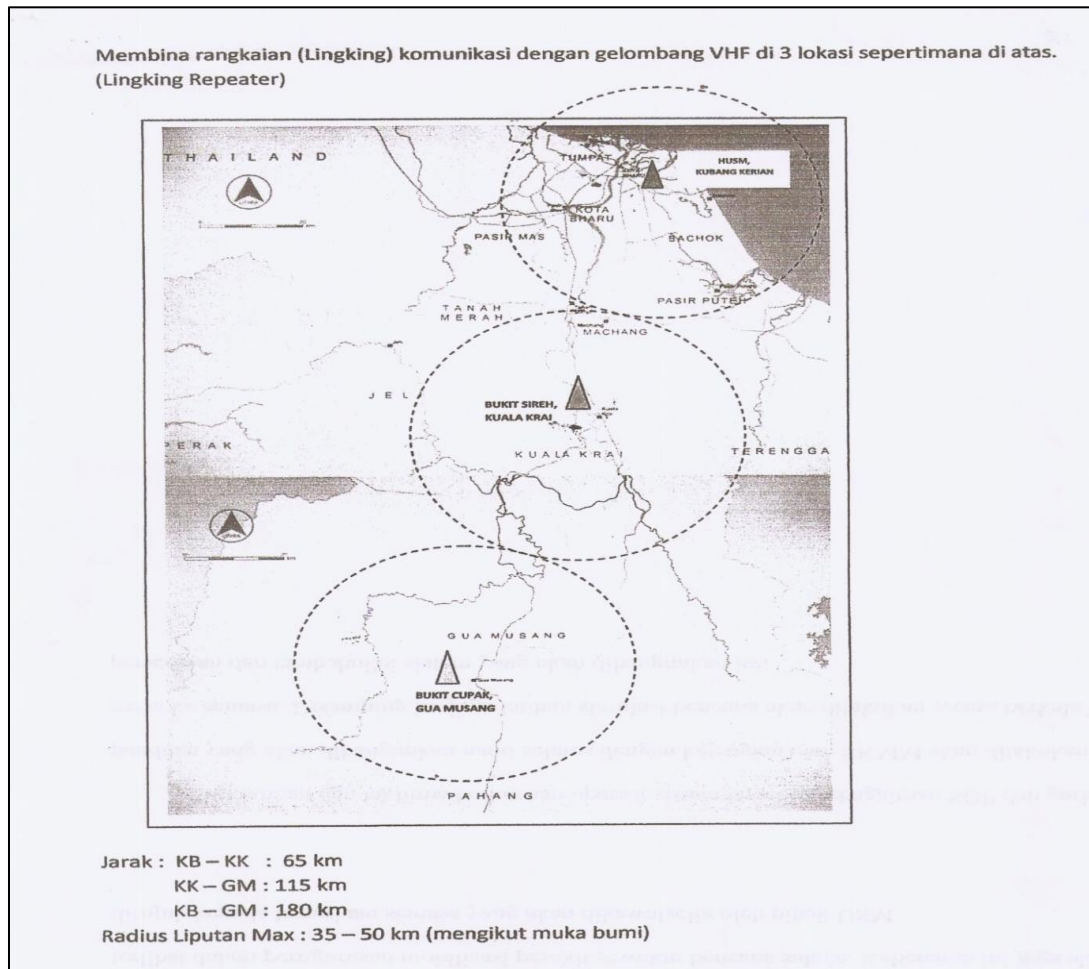 Membina rangkaian (Lingking) komunikasi dengan gelombang VHF di 3 lokasi sepertimana di atas.
(Lingking Repeater)
THAILAND
TUMPAT
HUSM,
KUBANG KERIAN
KOTA
BHARU
PASIR MAS
BACHOK
PASIR PUTEH
TANAH
MERAH
Machang
MACHANG
JEL
BUKIT SIREH,
KUALA KRAI
PERAK
KUALA KRAI
TERENGGA
GUA MUSANG
BUKIT CUPAK,
GUA MUSANG
PAHANG
Jarak : KB – KK : 65 km
KK – GM : 115 km
KB – GM : 180 km
Radius Liputan Max : 35 – 50 km (mengikut muka bumi)